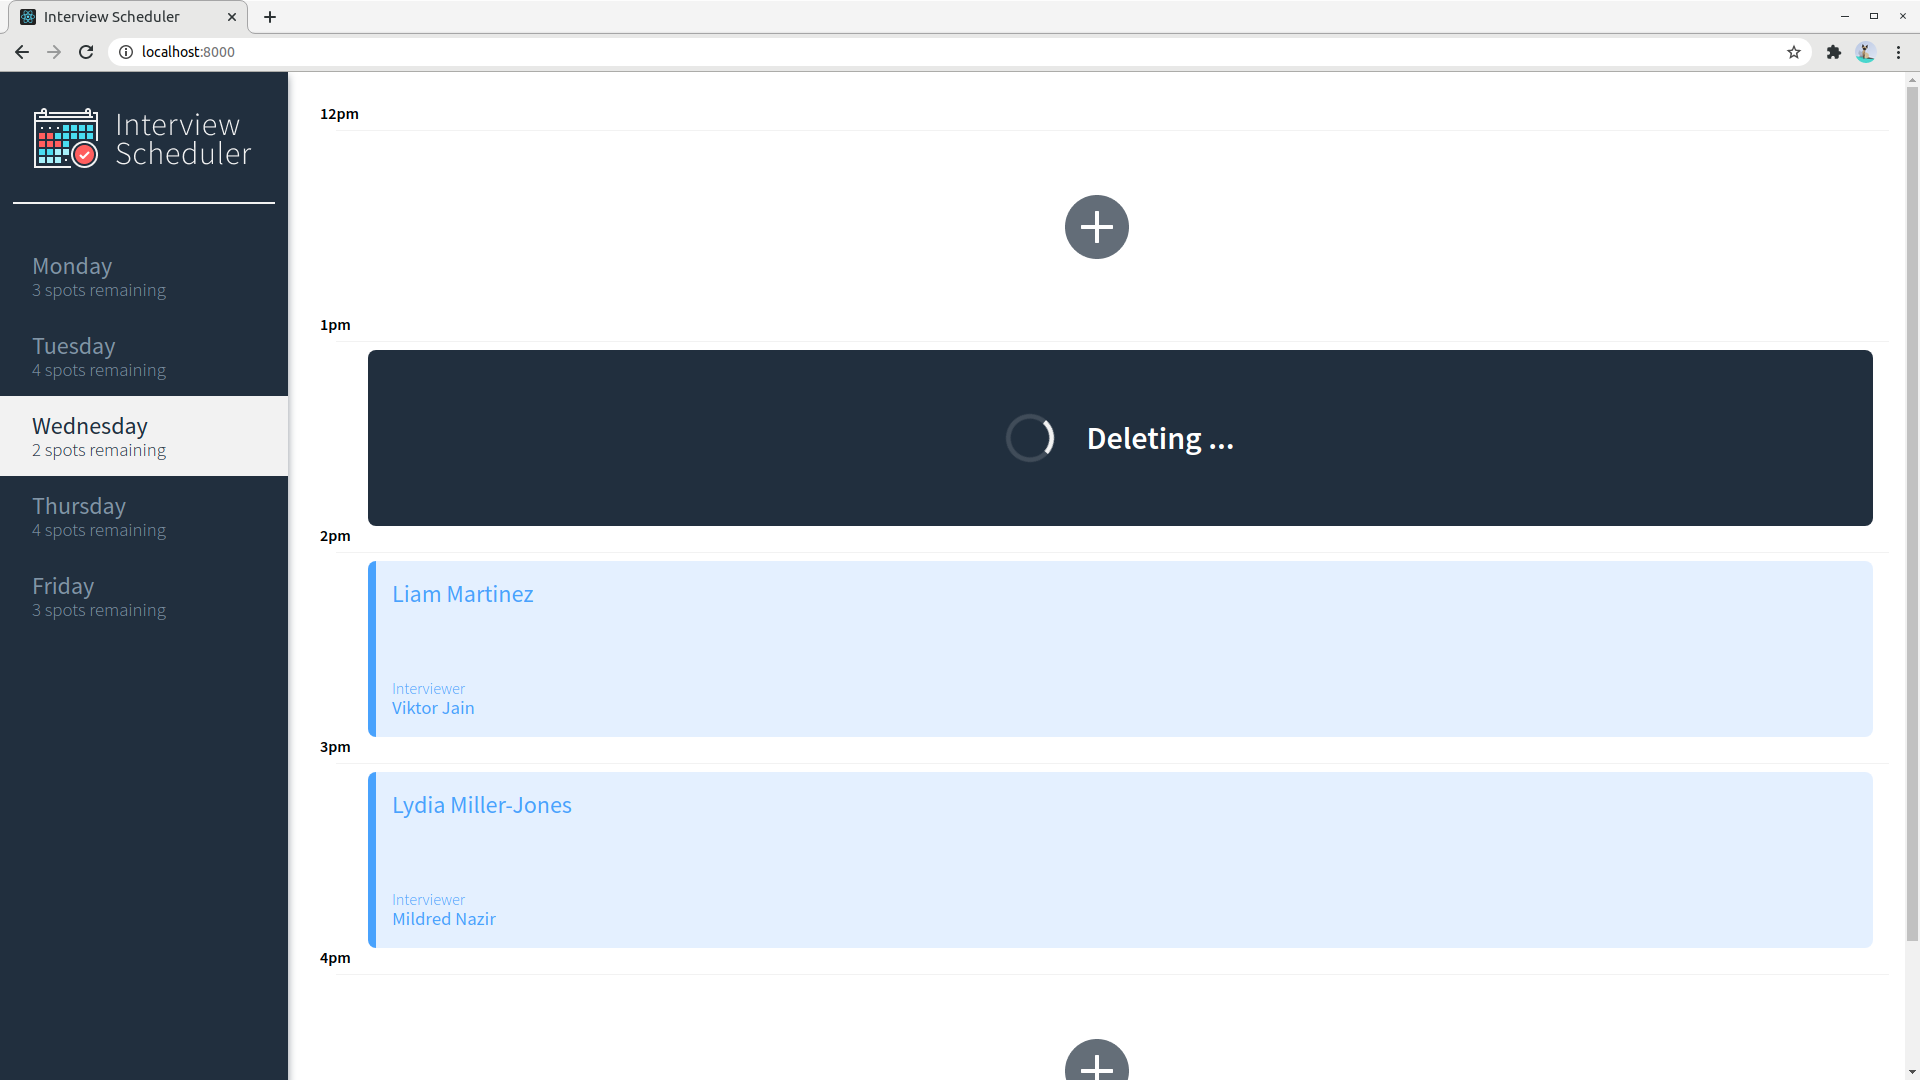 Interview Scheduler
localhost:8000
Interview
Scheduler
Monday
3 spots remaining
Tuesday
4 spots remaining
Wednesday
2 spots remaining
Thursday
4 spots remaining
Friday
3 spots remaining
12pm
1pm
Deleting ...
2pm
Liam Martinez
Interviewer
Viktor Jain
3pm
Lydia Miller-Jones
Interviewer
Mildred Nazir
4pm